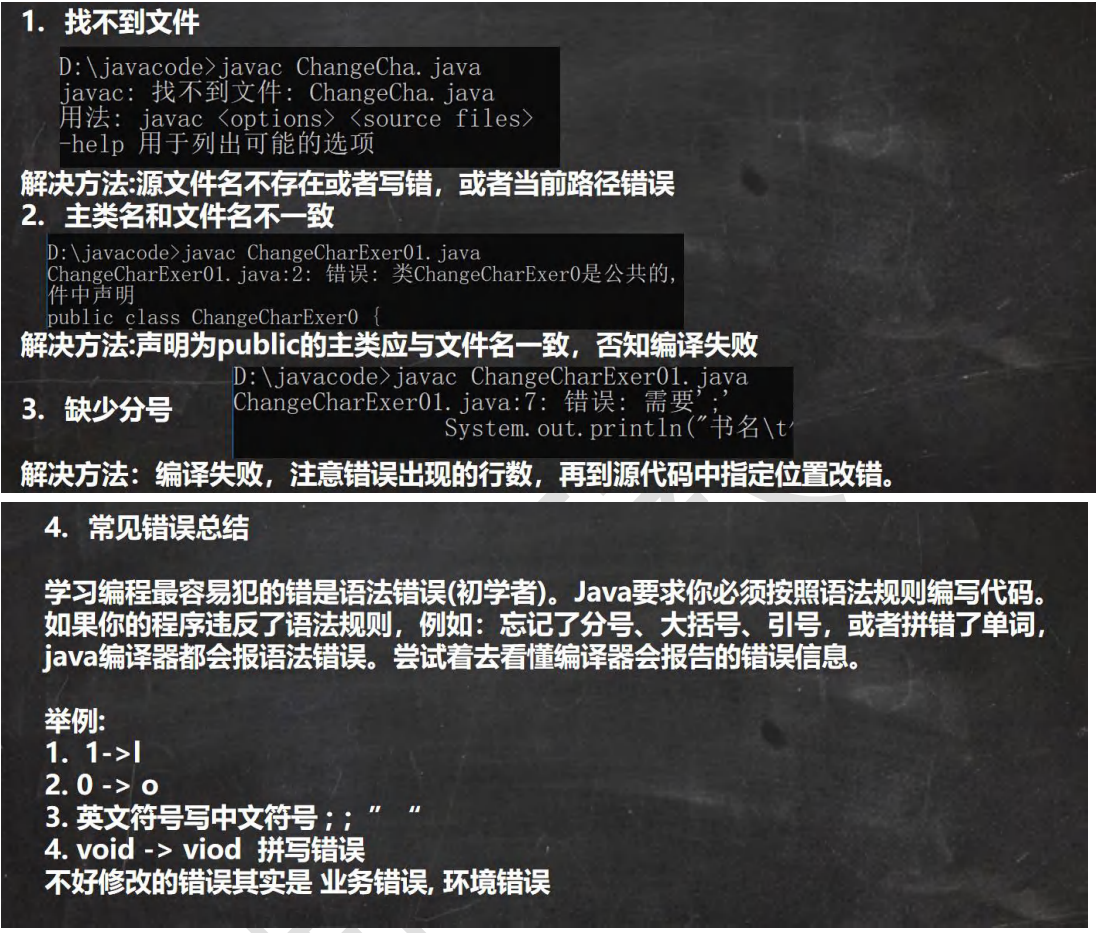 1. 找不到文件
D:\javacode>javac ChangeCha.java
javac: 找不到文件: ChangeCha.java
用法: javac <options> <source files>
-help 用于列出可能的选项
解决方法:源文件名不存在或者写错，或者当前路径错误
2. 主类名和文件名不一致
D:\javacode>javac ChangeCharExer01.java
ChangeCharExer01.java:2: 错误: 类ChangeCharExer0是公共的,
件中声明
public class ChangeCharExer0 {
解决方法:声明为public的主类应与文件名一致，否知编译失败
D:\javacode>javac ChangeCharExer01.java
3. 缺少分号 ChangeCharExer01.java:7: 错误: 需要';'
System.out.println("书名\t
解决方法：编译失败，注意错误出现的行数，再到源代码中指定位置改错。
4. 常见错误总结
学习编程最容易犯的错是语法错误(初学者)。Java要求你必须按照语法规则编写代码。
如果你的程序违反了语法规则，例如：忘记了分号、大括号、引号，或者拼错了单词，
java编译器都会报语法错误。尝试着去看懂编译器会报告的错误信息。
举例:
1. 1->l
2. 0 -> o
3. 英文符号写中文符号 ; ; ” “
4. void -> viod 拼写错误
不好修改的错误其实是 业务错误, 环境错误